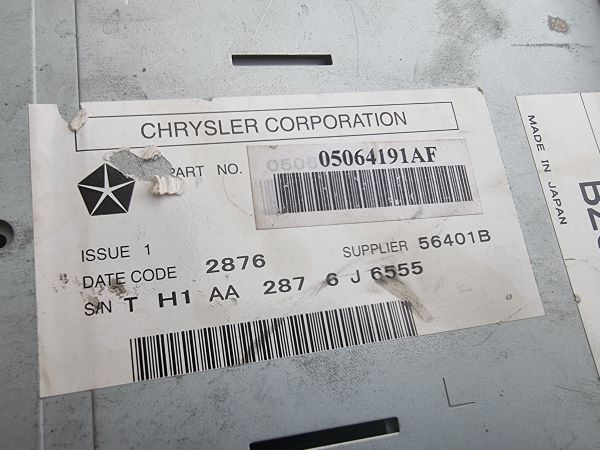 CHRYSLER CORPORATION
PART NO. 05064191AF
ISSUE 1
SUPPLIER 56401B
DATE CODE 2876
S/N T H1 AA 287 6 J 6555
MADE IN JAPAN